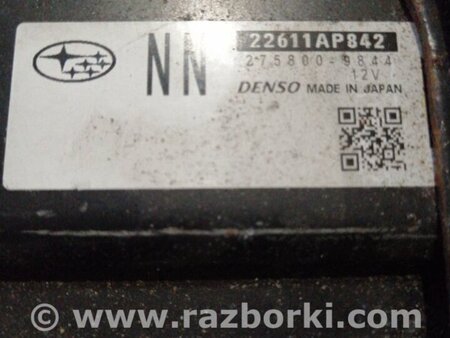 NN
22611AP842
275800-9844
12V
DENSO MADE IN JAPAN
© www.razborki.com